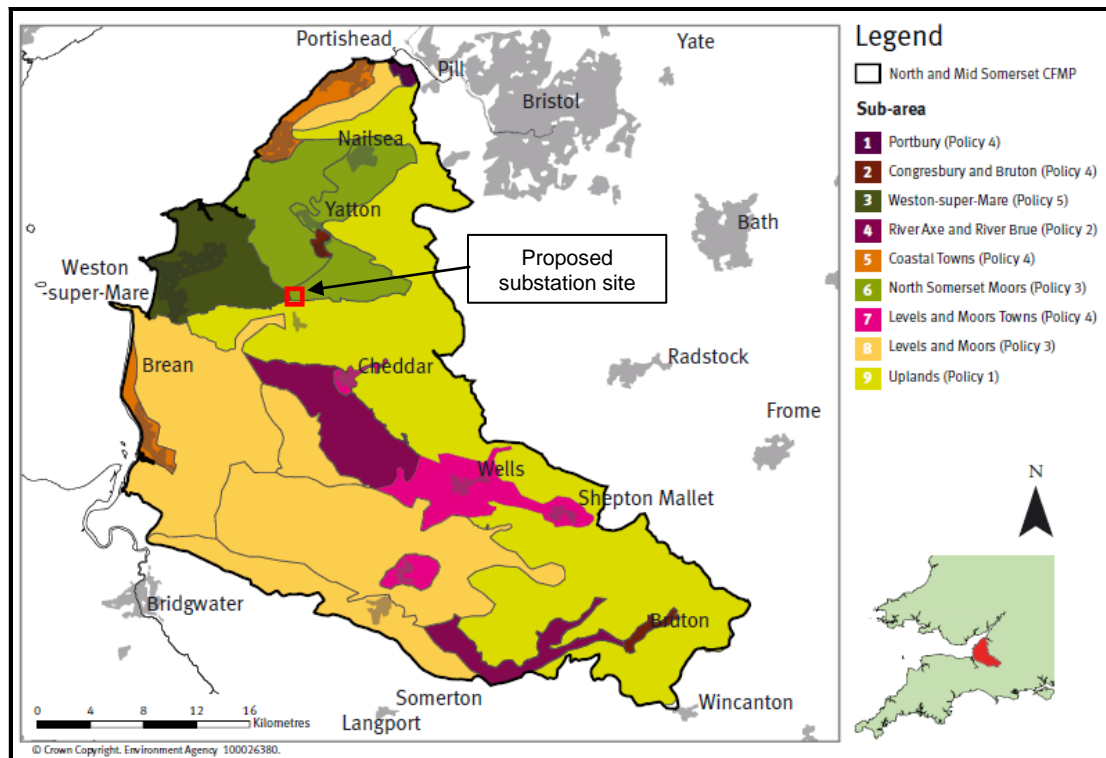 Portishead
Yate
Pill
Bristol
Nailsea
Yatton
Bath
Proposed
substation site
Weston
-super-Mare
Brean
Cheddar
Radstock
Frome
Wells
Shepton Mallet
Bridgwater
Bruton
Somerton
Wincanton
Langport
0 4 8 12 16
Kilometres
© Crown Copyright. Environment Agency 100026380.
Legend
North and Mid Somerset CFMP
Sub-area
1 Portbury (Policy 4)
2 Congresbury and Bruton (Policy 4)
3 Weston-super-Mare (Policy 5)
4 River Axe and River Brue (Policy 2)
5 Coastal Towns (Policy 4)
6 North Somerset Moors (Policy 3)
7 Levels and Moors Towns (Policy 4)
8 Levels and Moors (Policy 3)
9 Uplands (Policy 1)
N